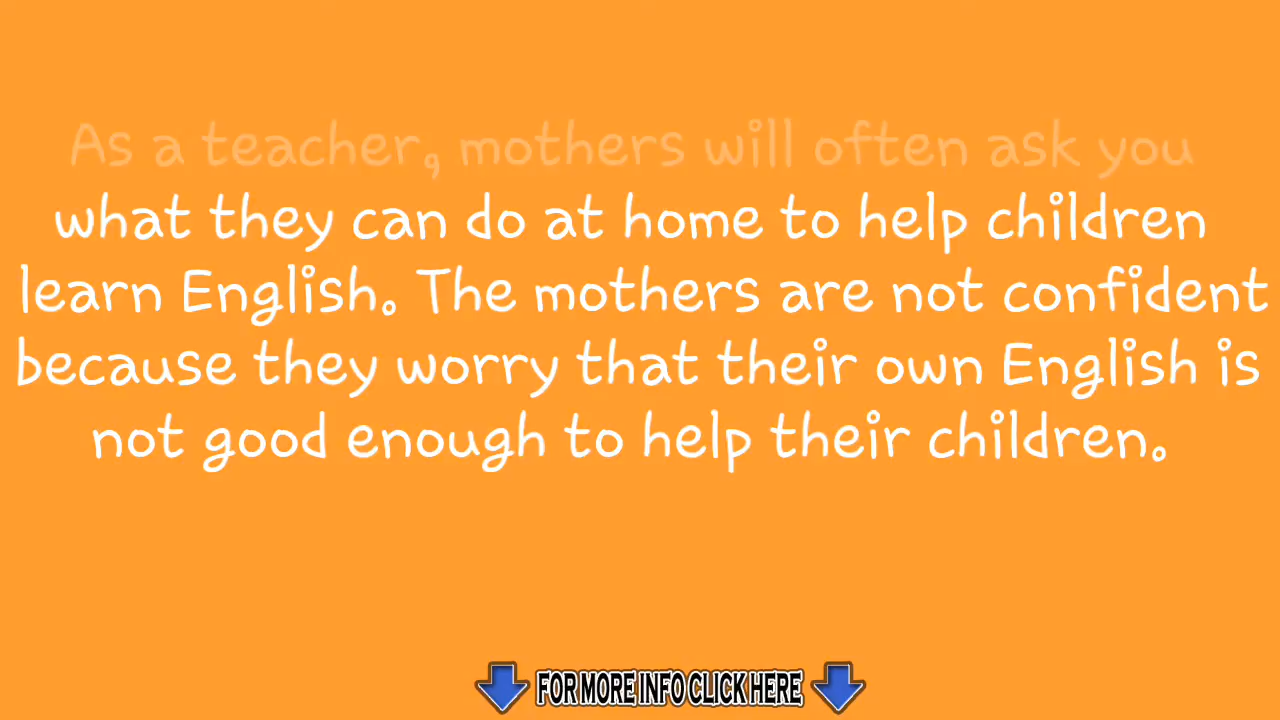 As a teacher, mothers will often ask you
what they can do at home to help children
learn English. The mothers are not confident
because they worry that their own English is
not good enough to help their children.
FOR MORE INFO CLICK HERE